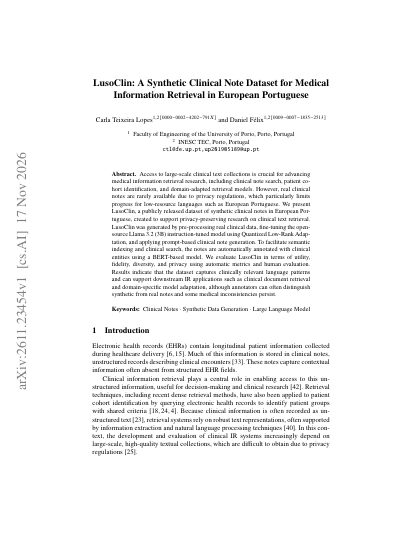 LusoClin: A Synthetic Clinical Note Dataset for Medical
Information Retrieval in European Portuguese
Carla Teixeira Lopes1,2[0000-0002-4202-791X] and Daniel Félix1,2[0009-0007-1835-2513]
1 Faculty of Engineering of the University of Porto, Porto, Portugal
2 INESC TEC, Porto, Portugal
ctl@fe.up.pt,up201905189@up.pt
Abstract. Access to large-scale clinical text collections is crucial for advancing
medical information retrieval research, including clinical note search, patient co-
hort identification, and domain-adapted retrieval models. However, real clinical
notes are rarely available due to privacy regulations, which particularly limits
progress for low-resource languages such as European Portuguese. We present
LusoClin, a publicly released dataset of synthetic clinical notes in European Por-
tuguese, created to support privacy-preserving research on clinical text retrieval.
LusoClin was generated by pre-processing real clinical data, fine-tuning the open-
source Llama 3.2 (3B) instruction-tuned model using Quantized Low-Rank Adap-
tation, and applying prompt-based clinical note generation. To facilitate semantic
indexing and clinical search, the notes are automatically annotated with clinical
entities using a BERT-based model. We evaluate LusoClin in terms of utility,
fidelity, diversity, and privacy using automatic metrics and human evaluation.
Results indicate that the dataset captures clinically relevant language patterns
and can support downstream IR applications such as clinical document retrieval
and domain-specific model adaptation, although annotators can often distinguish
synthetic from real notes and some medical inconsistencies persist.
Keywords: Clinical Notes · Synthetic Data Generation · Large Language Model
1 Introduction
Electronic health records (EHRs) contain longitudinal patient information collected
during healthcare delivery [6,15]. Much of this information is stored in clinical notes,
unstructured records describing clinical encounters [33]. These notes capture contextual
information often absent from structured EHR fields.
Clinical information retrieval plays a central role in enabling access to this un-
structured information, useful for decision-making and clinical research [42]. Retrieval
techniques, including recent dense retrieval methods, have also been applied to patient
cohort identification by querying electronic health records to identify patient groups
with shared criteria [18,24,4]. Because clinical information is often recorded as un-
structured text [23], retrieval systems rely on robust text representations, often supported
by information extraction and natural language processing techniques [40]. In this con-
text, the development and evaluation of clinical IR systems increasingly depend on
large-scale, high-quality textual collections, which are difficult to obtain due to privacy
regulations [25].
arXiv:2611.23454v1 [cs.AI] 17 Nov 2026